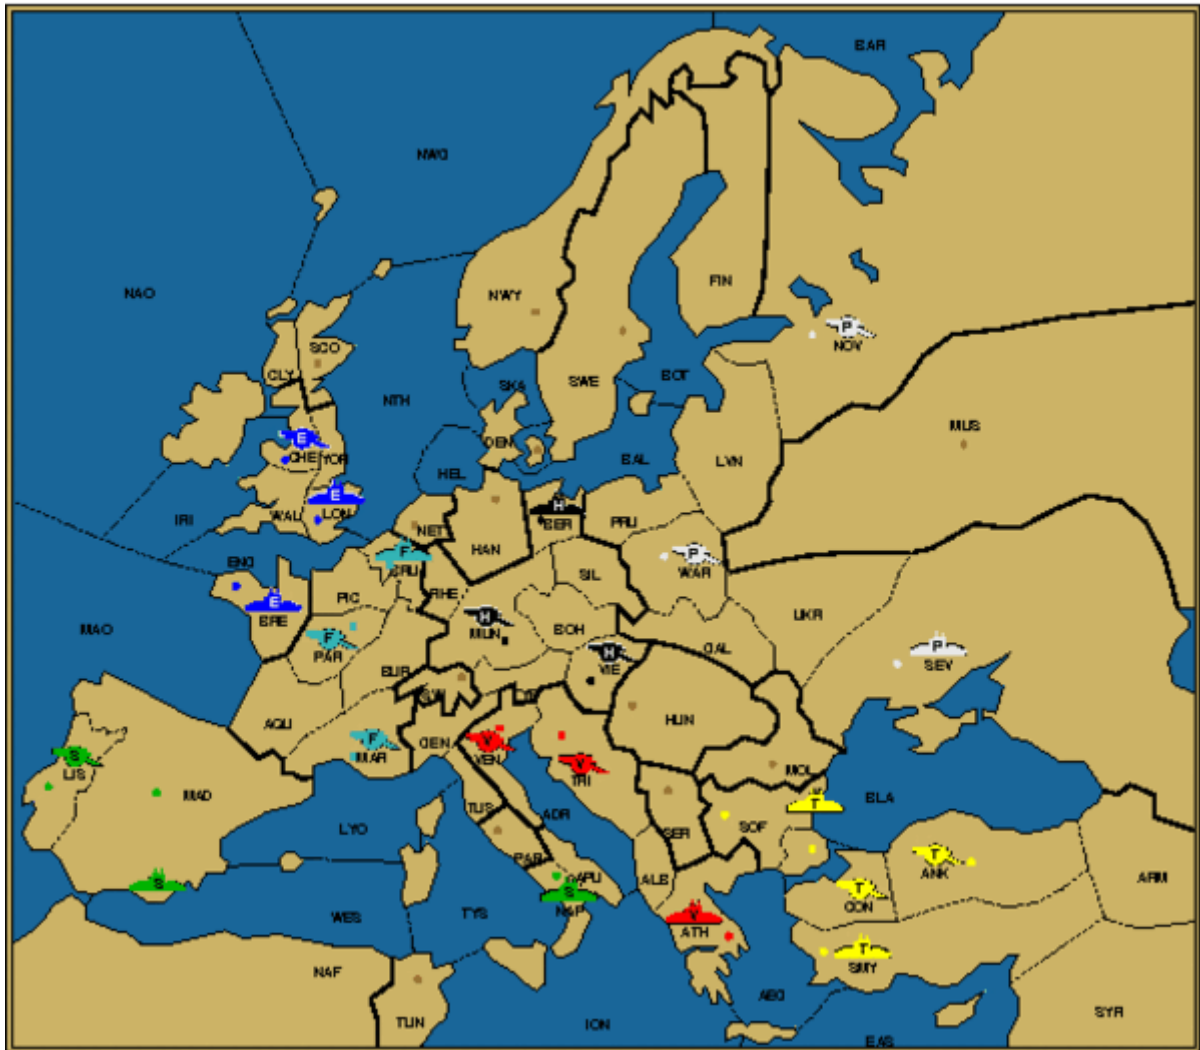 BAR
NWG
NAO
FIN
NWY
P
NOV
SCO
SKA
BOT
CLY
SWE
NTH
MUS
E
DEN
CHE YOR
BAL
LVN
HEL
E
H
IRI
WAL LON
BER
PRU
NET
HAN
F
P
ENG
GRU
WAR
SIL
PIC
RHE
E
UKR
BRE
H
MAO
F
MUN
BOH
PAR
H
GAL
P
VIE
SEV
BUR
SWI
AQU
HUN
F
V
S
MAR
GEN
VEN
LIS
V
TRI
MOL
MAD
BLA
T
TUS
ADR
LYO
SOF
SER
T
PAP
ANK
S
APU
ALB
T
ARM
S
NAP
CON
WES
TYS
V
ATH
T
SMY
NAF
AEG
TUN
ION
SYR
EAS